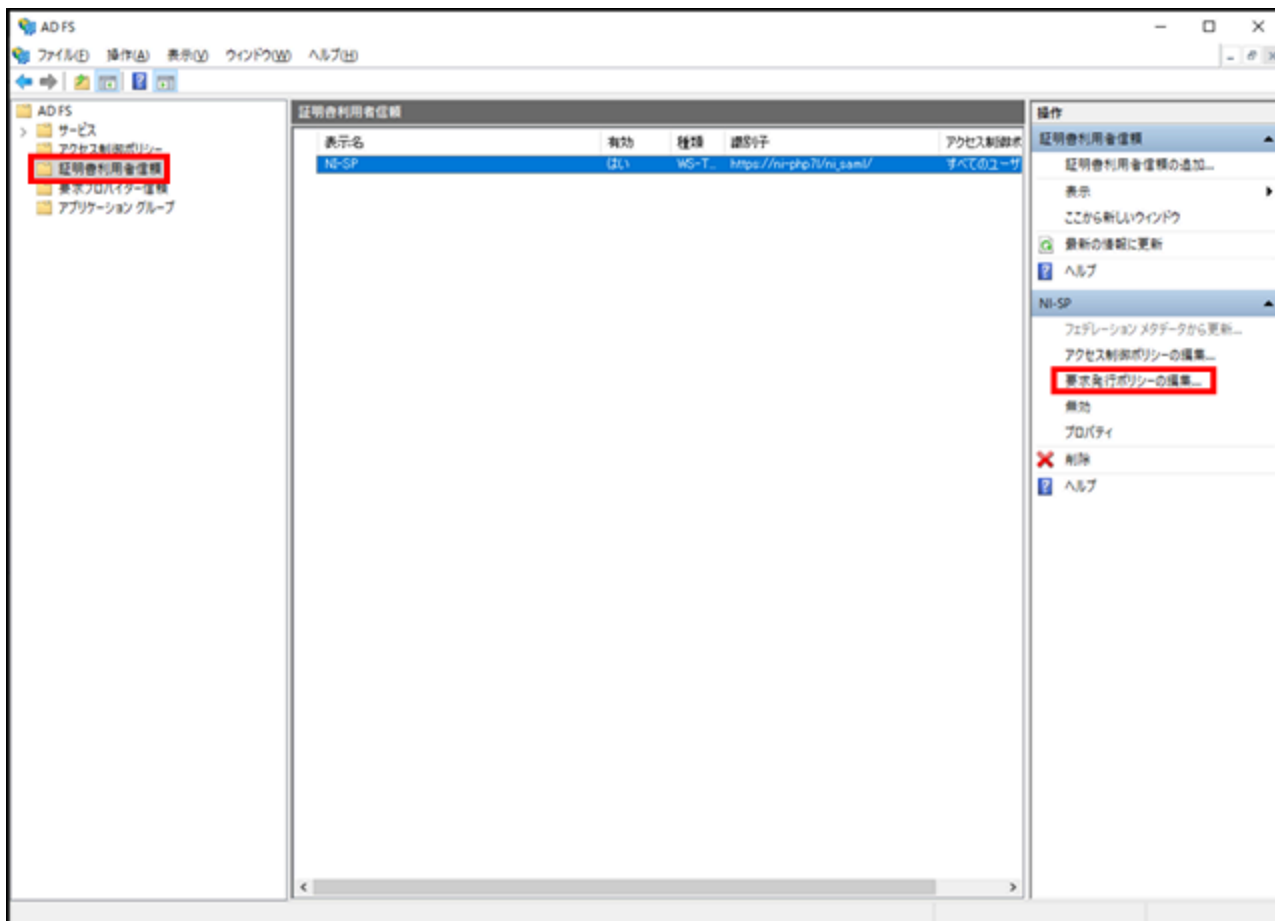 AD FS
ファイル(F) 操作(A) 表示(V) ウィンドウ(W) ヘルプ(H)
AD FS
サービス
アクセス制御ポリシー
証明書利用者信頼
要求プロバイダー信頼
アプリケーション グループ
証明書利用者信頼
表示名 有効 種類 識別子 アクセス制御ポ
NI-SP はい WS-T... https://ni-php7l/ni_saml/ すべてのユーザ
操作
証明書利用者信頼
証明書利用者信頼の追加...
表示
ここから新しいウィンドウ
最新の情報に更新
ヘルプ
NI-SP
フェデレーション メタデータから更新...
アクセス制御ポリシーの編集...
要求発行ポリシーの編集...
無効
プロパティ
削除
ヘルプ